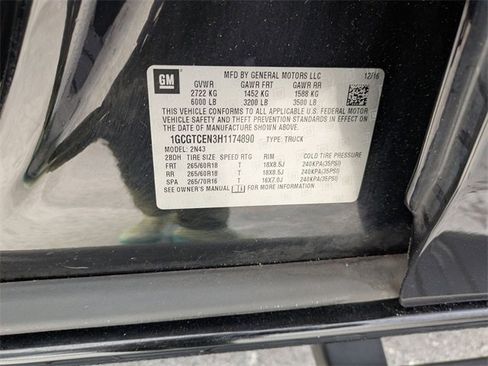 GM
MFD BY GENERAL MOTORS LLC 12/16
GVWR GAWR FRT GAWR RR
2722 KG 1452 KG 1588 KG
6000 LB 3200 LB 3500 LB
THIS VEHICLE CONFORMS TO ALL APPLICABLE U.S. FEDERAL MOTOR
VEHICLE SAFETY AND THEFT PREVENTION STANDARDS IN EFFECT ON THE
DATE OF MANUFACTURE SHOWN ABOVE.
1GCGTCEN3H1174890 TYPE: TRUCK
MODEL: 2N43
2BDH TIRE SIZE SPEED RTG RIM COLD TIRE PRESSURE
FRT 265/60R18 T 18X8.5J 240KPA(35PSI)
RR 265/60R18 T 18X8.5J 240KPA(35PSI)
SPA 265/70R16 T 16X7.0J 240KPA(35PSI)
SEE OWNER'S MANUAL FOR MORE INFORMATION